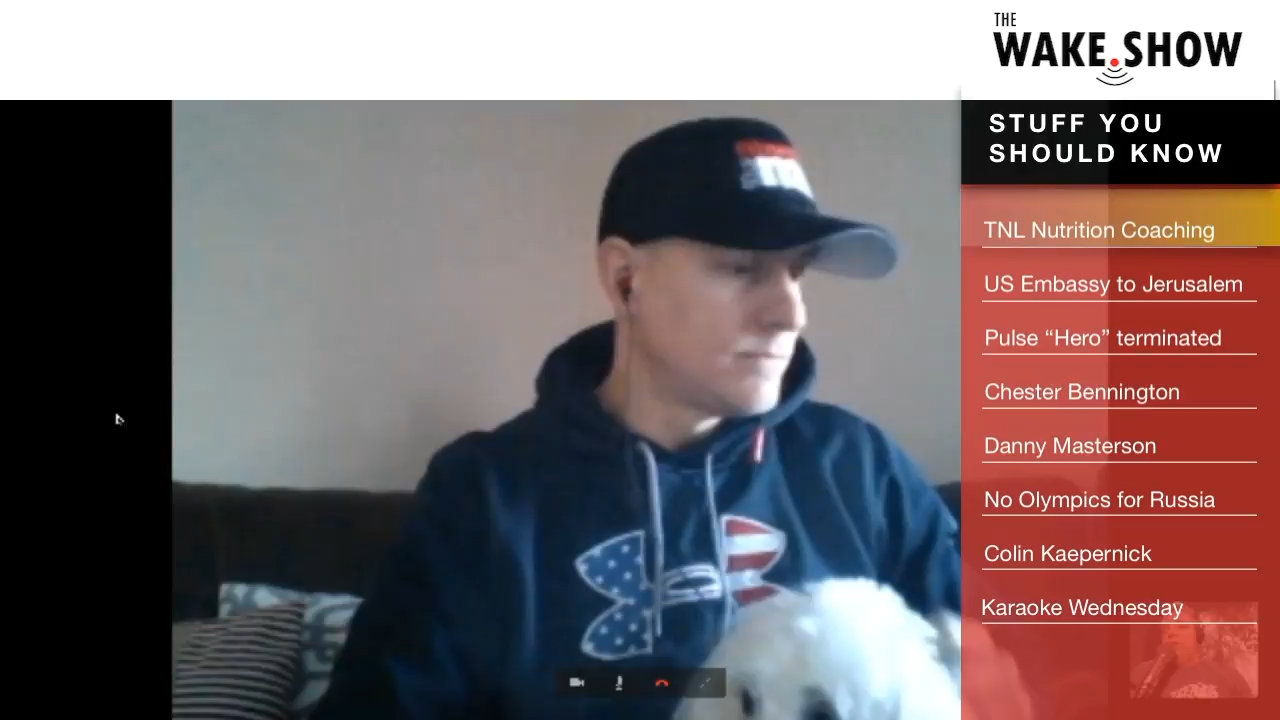 THE
WAKE.SHOW
STUFF YOU
SHOULD KNOW
TNL Nutrition Coaching
US Embassy to Jerusalem
Pulse “Hero” terminated
Chester Bennington
Danny Masterson
No Olympics for Russia
Colin Kaepernick
Karaoke Wednesday